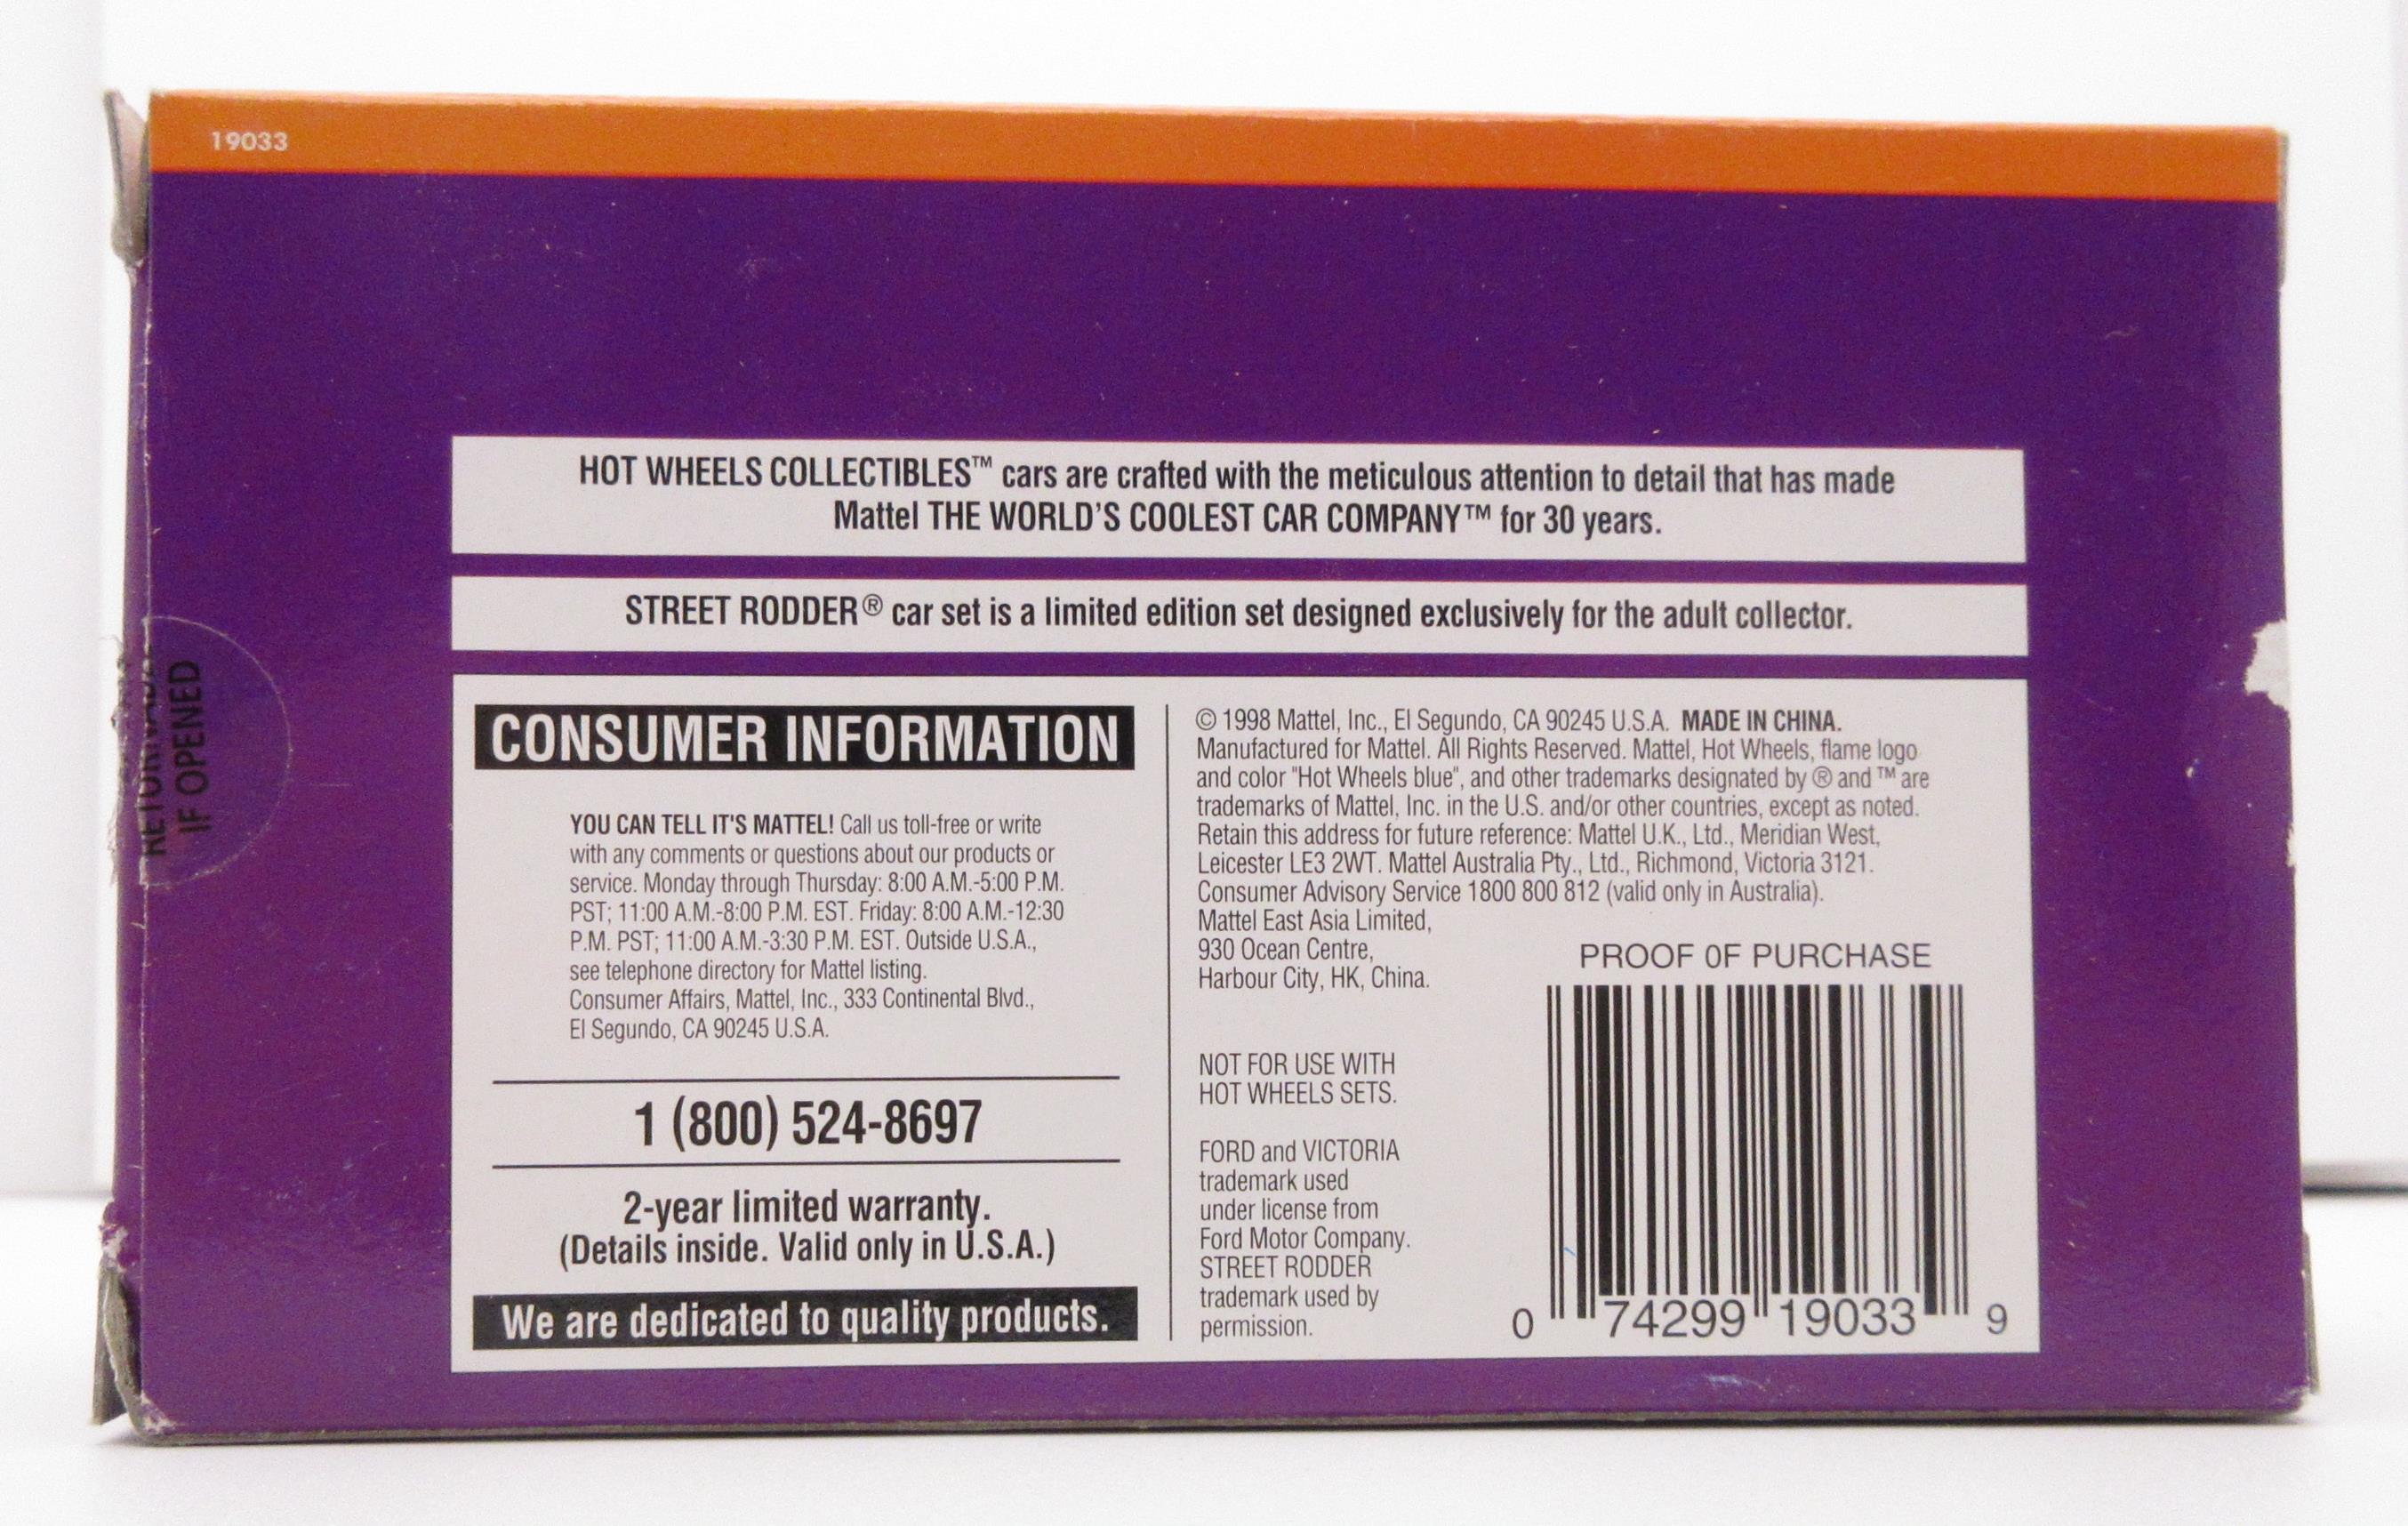 19033
HOT WHEELS COLLECTIBLES™ cars are crafted with the meticulous attention to detail that has made
Mattel THE WORLD'S COOLEST CAR COMPANY™ for 30 years.
STREET RODDER® car set is a limited edition set designed exclusively for the adult collector.
IF OPENED
CONSUMER INFORMATION
YOU CAN TELL IT'S MATTEL! Call us toll-free or write
with any comments or questions about our products or
service. Monday through Thursday: 8:00 A.M.-5:00 P.M.
PST; 11:00 A.M.-8:00 P.M. EST. Friday: 8:00 A.M.-12:30
P.M. PST; 11:00 A.M.-3:30 P.M. EST. Outside U.S.A.,
see telephone directory for Mattel listing.
Consumer Affairs, Mattel, Inc., 333 Continental Blvd.,
El Segundo, CA 90245 U.S.A.
1 (800) 524-8697
2-year limited warranty.
(Details inside. Valid only in U.S.A.)
We are dedicated to quality products.
© 1998 Mattel, Inc., El Segundo, CA 90245 U.S.A. MADE IN CHINA.
Manufactured for Mattel. All Rights Reserved. Mattel, Hot Wheels, flame logo
and color "Hot Wheels blue", and other trademarks designated by ® and ™ are
trademarks of Mattel, Inc. in the U.S. and/or other countries, except as noted.
Retain this address for future reference: Mattel U.K., Ltd., Meridian West,
Leicester LE3 2WT. Mattel Australia Pty., Ltd., Richmond, Victoria 3121.
Consumer Advisory Service 1800 800 812 (valid only in Australia).
Mattel East Asia Limited,
930 Ocean Centre,
Harbour City, HK, China.
NOT FOR USE WITH
HOT WHEELS SETS.
FORD and VICTORIA
trademark used
under license from
Ford Motor Company.
STREET RODDER
trademark used by
permission.
PROOF OF PURCHASE
0 74299 19033 9